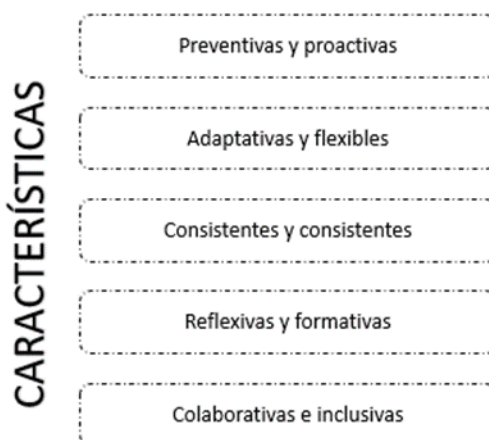 CARACTERÍSTICAS
Preventivas y proactivas
Adaptativas y flexibles
Consistentes y consistentes
Reflexivas y formativas
Colaborativas e inclusivas